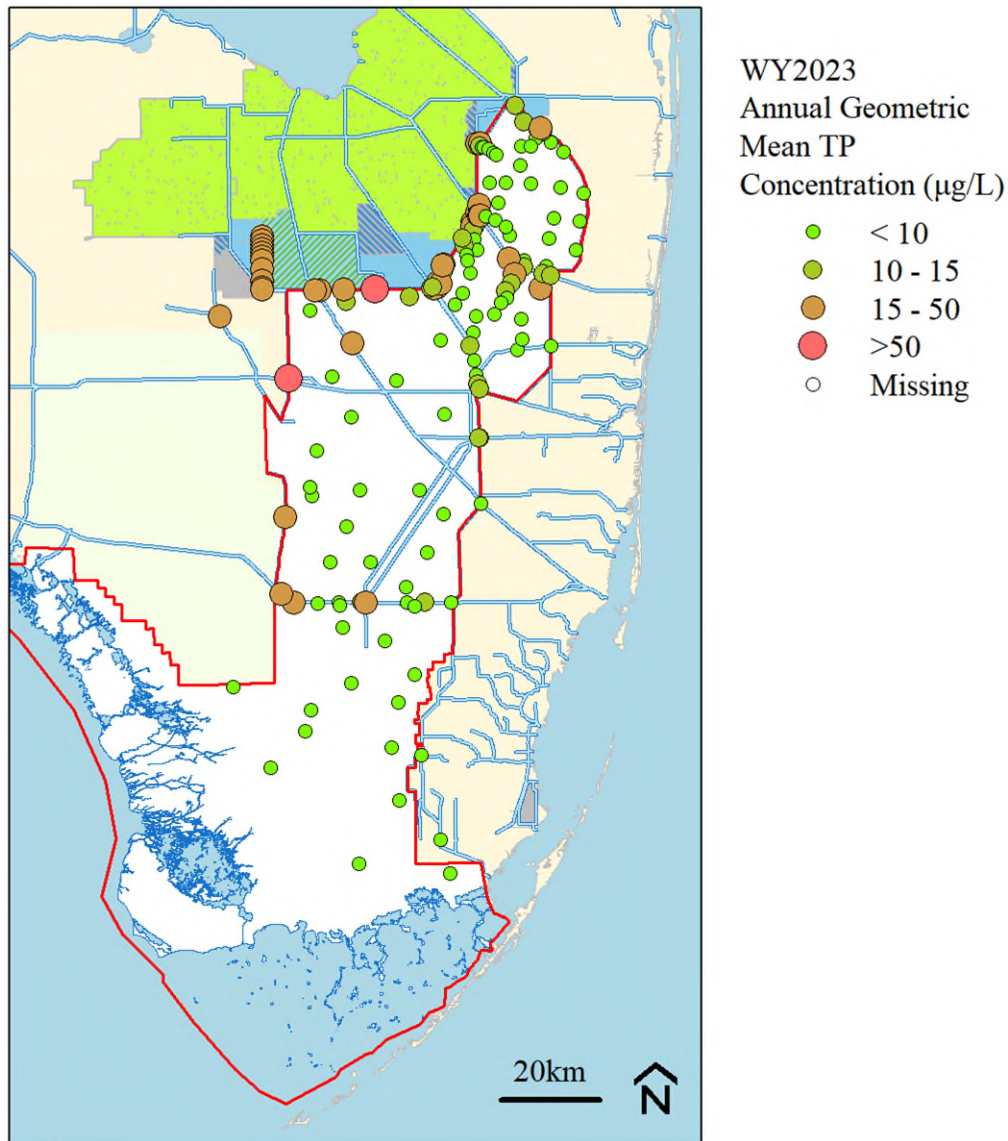 WY2023
Annual Geometric
Mean TP
Concentration (μg/L)
< 10
10 - 15
15 - 50
>50
Missing
20km
N